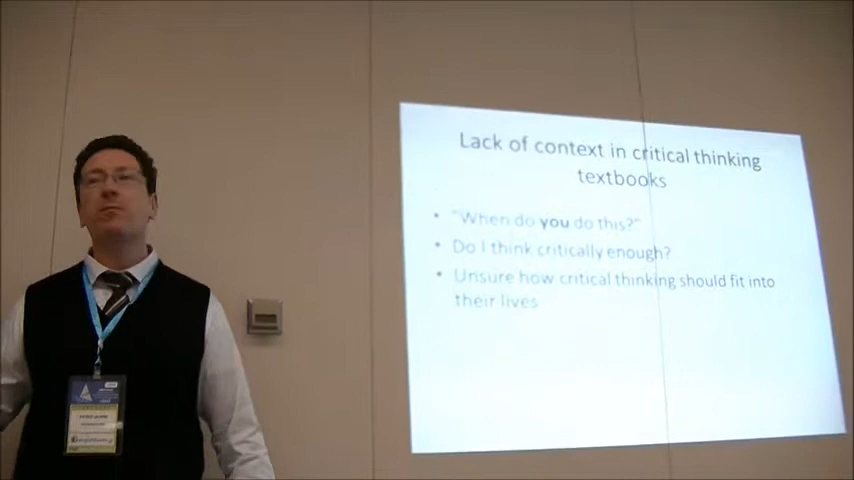 Lack of context in critical thinking
textbooks
• "When do you do this?"
• Do I think critically enough?
• Unsure how critical thinking should fit into
their lives